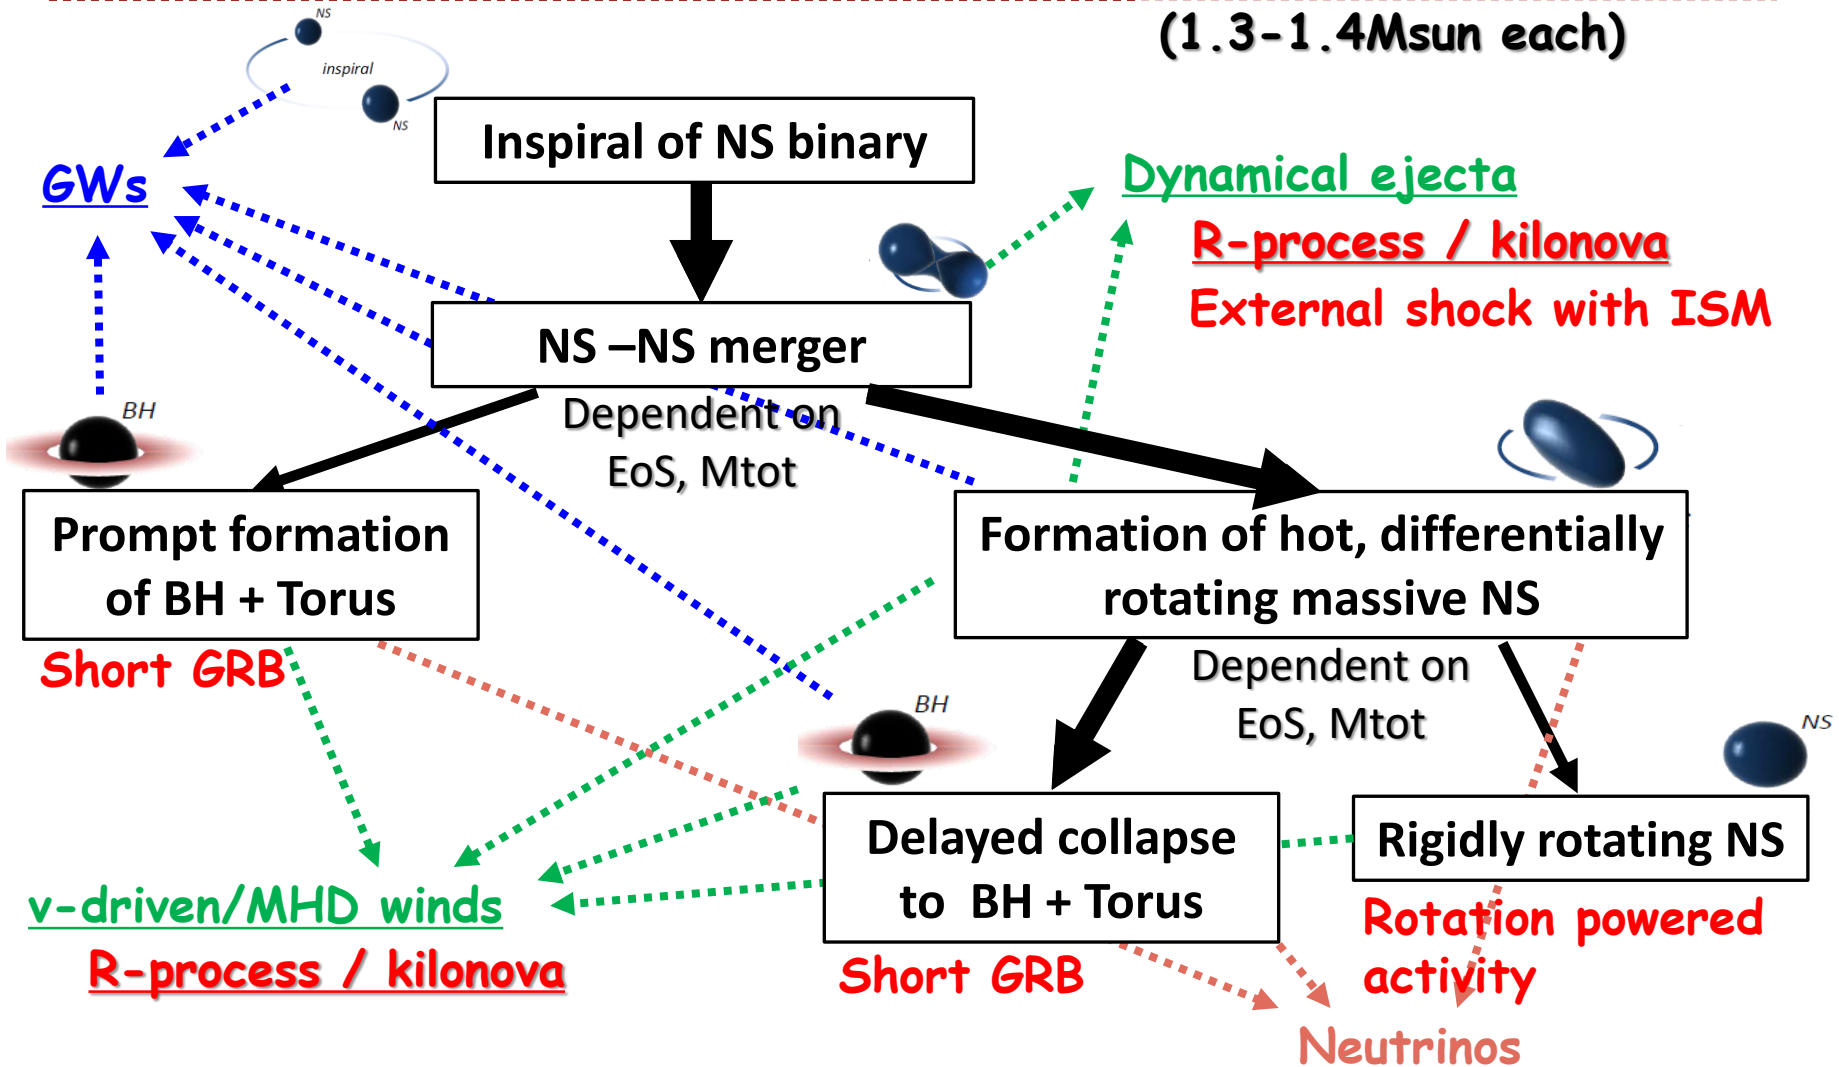 (1.3-1.4Msun each)
NS
inspiral
NS
Inspiral of NS binary
GWs
Dynamical ejecta
R-process / kilonova
External shock with ISM
NS –NS merger
Dependent on
EoS, Mtot
BH
Prompt formation
of BH + Torus
Short GRB
Formation of hot, differentially
rotating massive NS
Dependent on
EoS, Mtot
BH
NS
Delayed collapse
to BH + Torus
Short GRB
Rigidly rotating NS
Rotation powered
activity
ν-driven/MHD winds
R-process / kilonova
Neutrinos